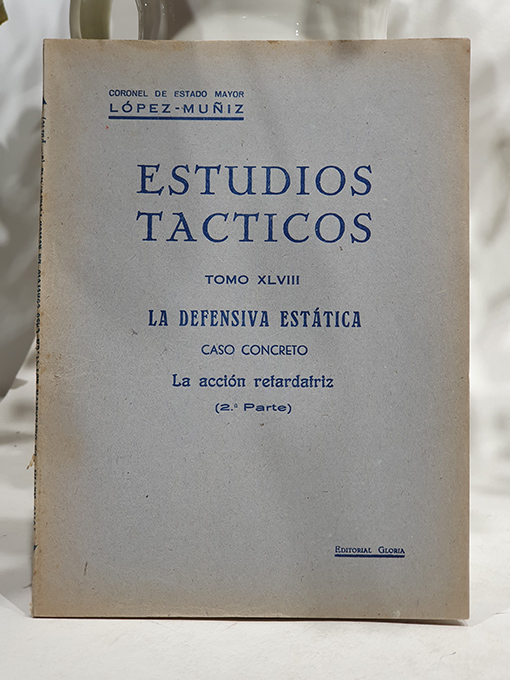 CORONEL DE ESTADO MAYOR
LÓPEZ-MUÑIZ
ESTUDIOS
TACTICOS
TOMO XLVIII
LA DEFENSIVA ESTÁTICA
CASO CONCRETO
La acción retardatriz
(2.ª Parte)
EDITORIAL GLORIA